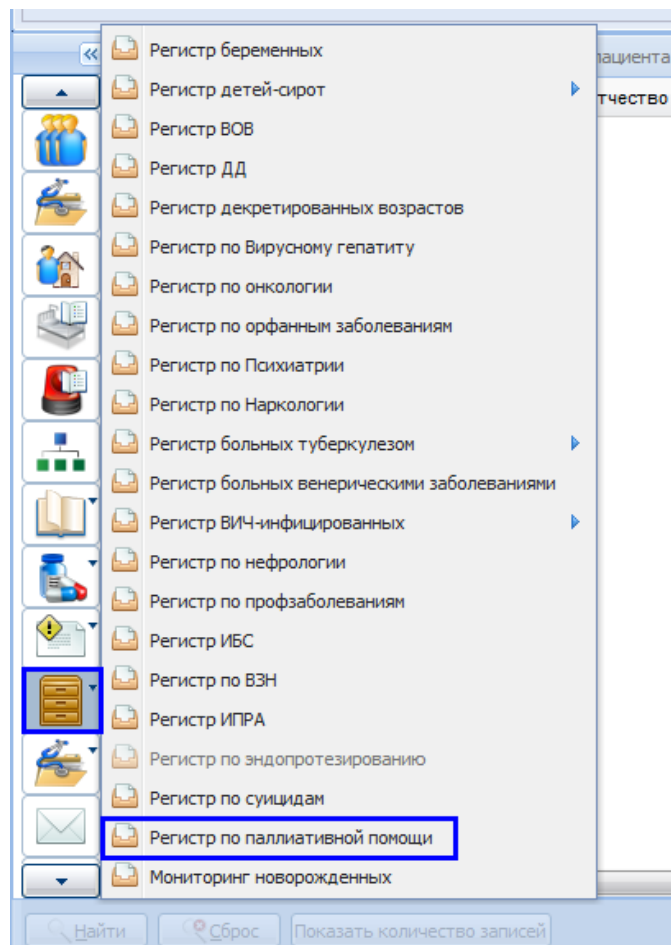 Регистр беременных
пациента
Регистр детей-сирот
тчество
Регистр ВОВ
Регистр ДД
Регистр декретированных возрастов
Регистр по Вирусному гепатиту
Регистр по онкологии
Регистр по орфанным заболеваниям
Регистр по Психиатрии
Регистр по Наркологии
Регистр больных туберкулезом
Регистр больных венерическими заболеваниями
Регистр ВИЧ-инфицированных
Регистр по нефрологии
Регистр по профзаболеваниям
Регистр ИБС
Регистр по ВЗН
Регистр ИПРА
Регистр по эндопротезированию
Регистр по суицидам
Регистр по паллиативной помощи
Мониторинг новорожденных
Найти Сброс Показать количество записей